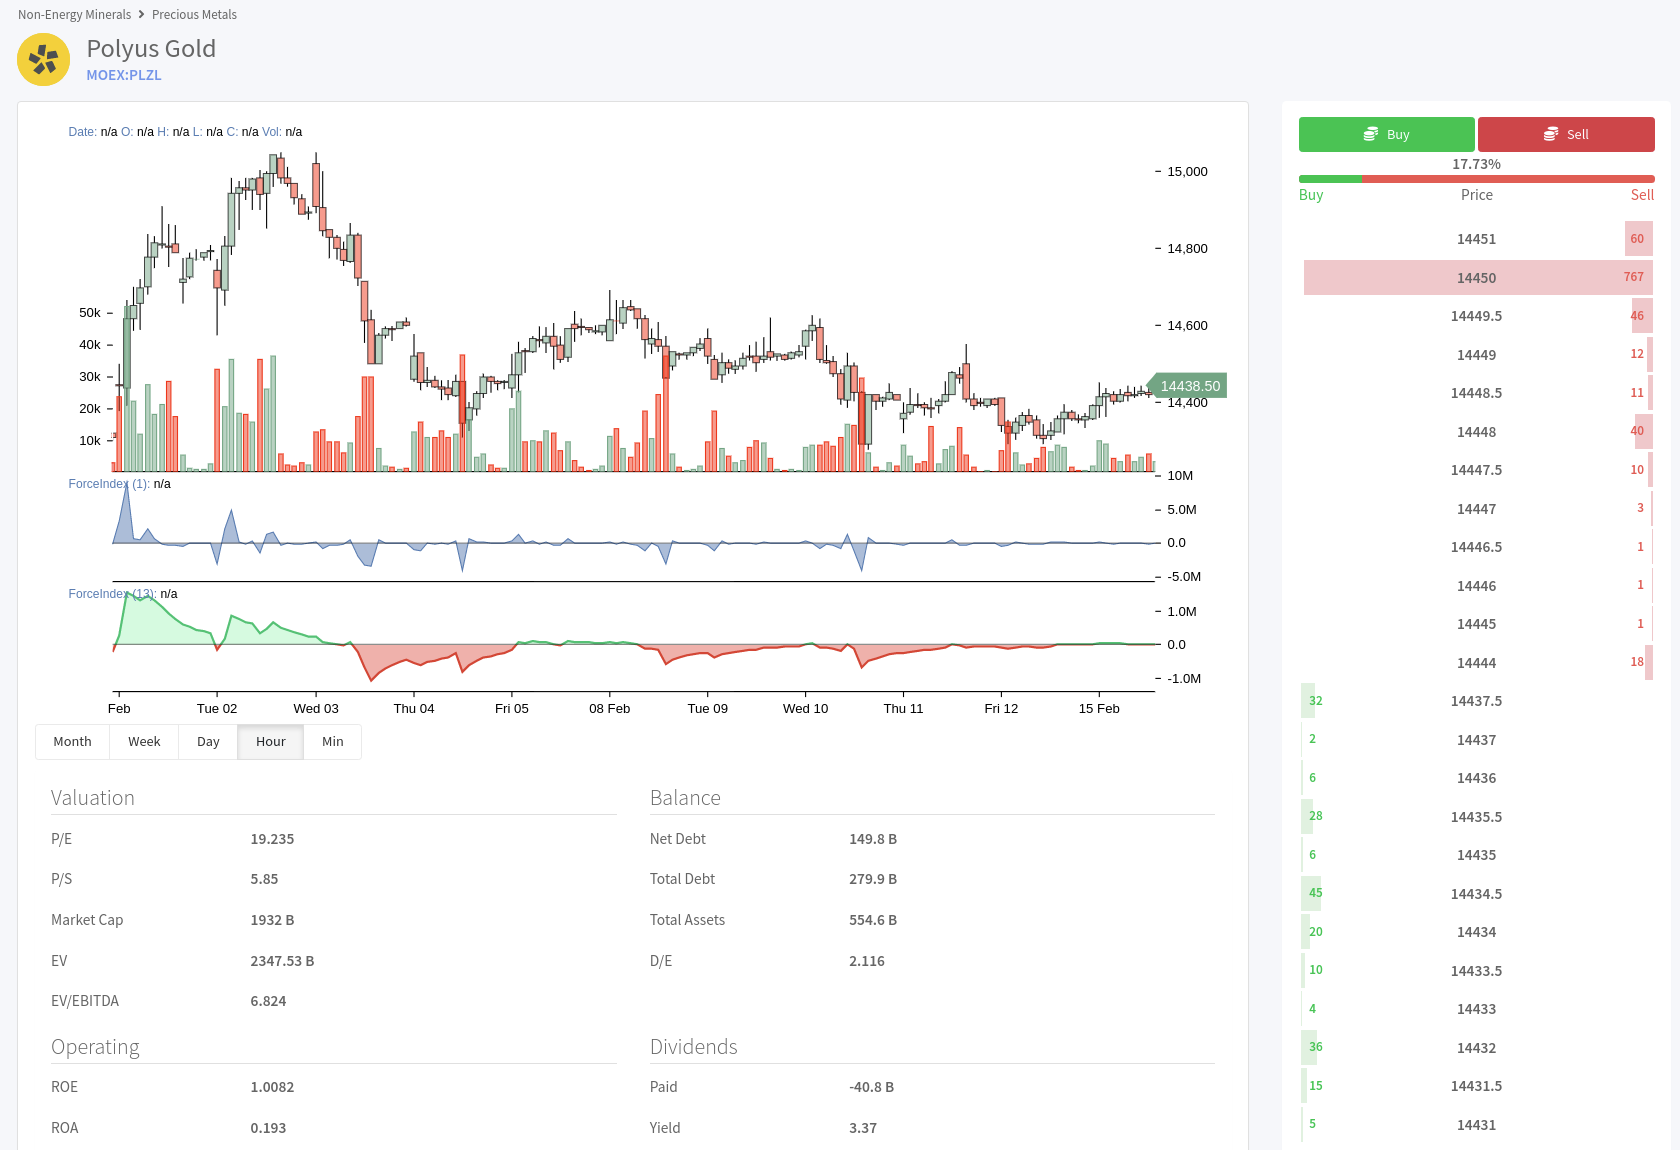 Non-Energy Minerals > Precious Metals
Polyus Gold
MOEX:PLZL
Date: n/a O: n/a H: n/a L: n/a C: n/a Vol: n/a
15,000
14,800
14,600
14438.50
14,400
50k
40k
30k
20k
10k
ForceIndex (1): n/a
10M
5.0M
0.0
-5.0M
ForceIndex (13): n/a
1.0M
0.0
-1.0M
Feb Tue 02 Wed 03 Thu 04 Fri 05 08 Feb Tue 09 Wed 10 Thu 11 Fri 12 15 Feb
Month Week Day Hour Min
Valuation
P/E 19.235
P/S 5.85
Market Cap 1932 B
EV 2347.53 B
EV/EBITDA 6.824
Balance
Net Debt 149.8 B
Total Debt 279.9 B
Total Assets 554.6 B
D/E 2.116
Operating
ROE 1.0082
ROA 0.193
Dividends
Paid -40.8 B
Yield 3.37
Buy Sell
17.73%
Buy Price Sell
14451 60
14450 767
14449.5 46
14449 12
14448.5 11
14448 40
14447.5 10
14447 3
14446.5 1
14446 1
14445 1
14444 18
32 14437.5
2 14437
6 14436
28 14435.5
6 14435
45 14434.5
20 14434
10 14433.5
4 14433
36 14432
15 14431.5
5 14431